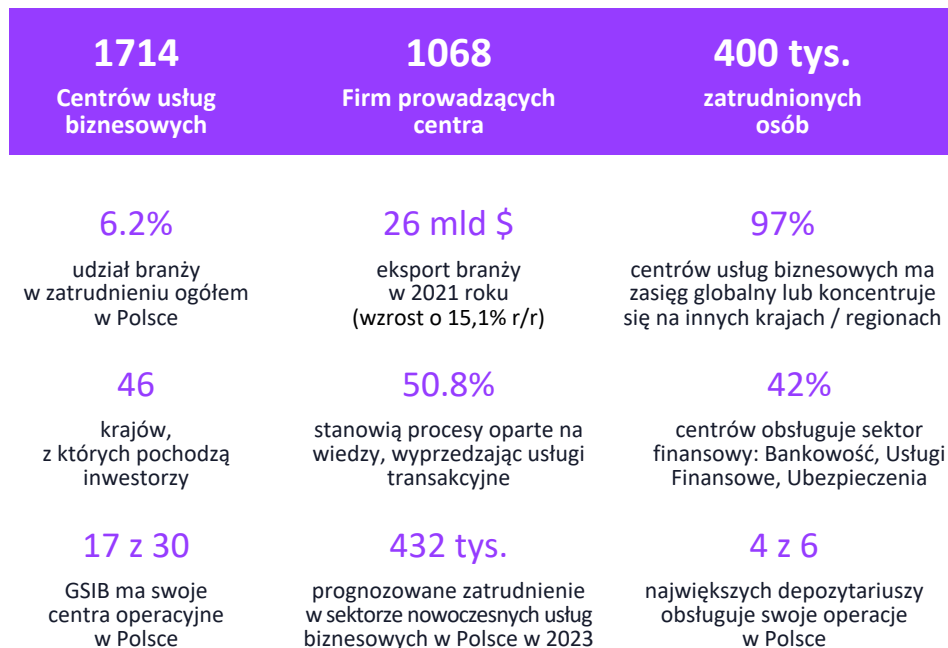 1714
Centrów usług
biznesowych
1068
Firm prowadzących
centra
400 tys.
zatrudnionych
osób
6.2%
udział branży
w zatrudnieniu ogółem
w Polsce
26 mld $
eksport branży
w 2021 roku
(wzrost o 15,1% r/r)
97%
centrów usług biznesowych ma
zasięg globalny lub koncentruje
się na innych krajach / regionach
46
krajów,
z których pochodzą
inwestorzy
50.8%
stanowią procesy oparte na
wiedzy, wyprzedzając usługi
transakcyjne
42%
centrów obsługuje sektor
finansowy: Bankowość, Usługi
Finansowe, Ubezpieczenia
17 z 30
GSIB ma swoje
centra operacyjne
w Polsce
432 tys.
prognozowane zatrudnienie
w sektorze nowoczesnych usług
biznesowych w Polsce w 2023
4 z 6
największych depozytariuszy
obsługuje swoje operacje
w Polsce